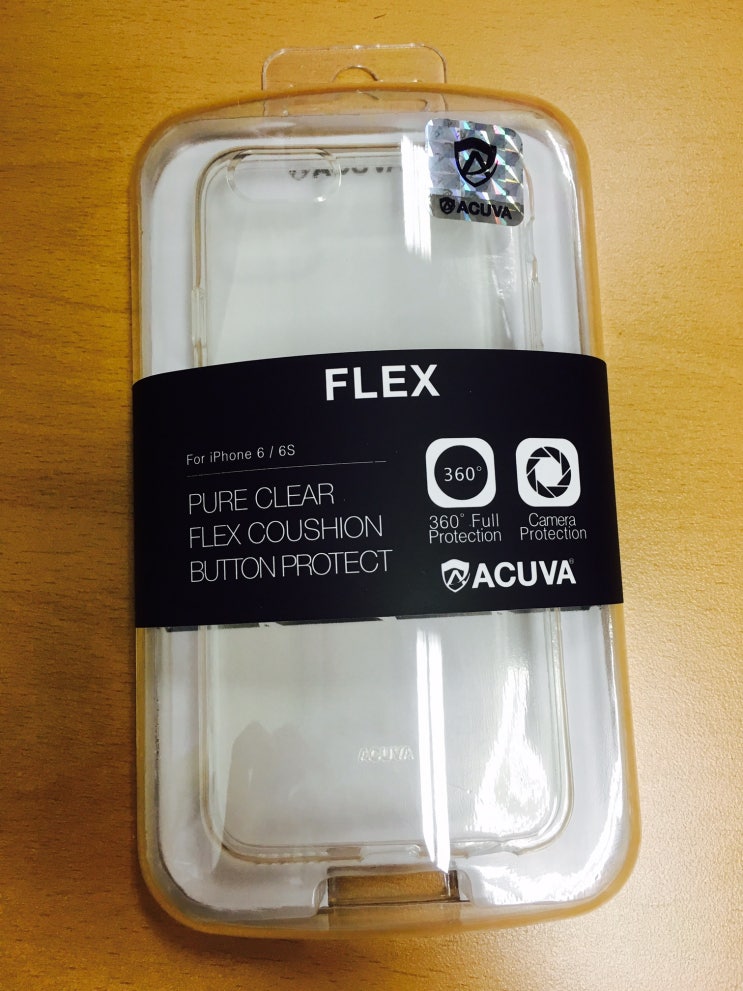 ACUVA
ACUVA
FLEX
For iPhone 6 / 6S
PURE CLEAR
FLEX COUSHION
BUTTON PROTECT
360°
360° Full
Protection
Camera
Protection
ACUVA
ACUVA